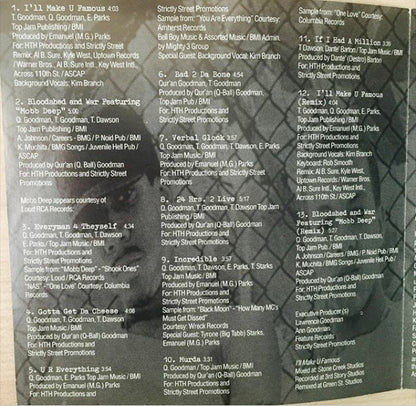 1. I'll Make U Famous 4:03
T. Goodman, Q. Goodman, E. Parks
Top Jam Publishing / BMI
Produced by Emanuel (M.G.) Parks
For: HTH Productions and Strictly Street
Promotions
Remix: Al B. Sure, Kyle West, Uptown Records
/ Warner Bros. Al B. Sure Intl., Key West Intl.,
Across 110th St. / ASCAP
Background Vocals: Kim Branch
2. Bloodshed and War Featuring
"Mobb Deep" 5:00
Q. Goodman, T. Goodman, T. Dawson
Top Jam Publishing / BMI
A. Johnson / Careers - BMG / P. Noid Pub / BMI
K. Muchita / BMG Songs / Juvenile Hell Pub /
ASCAP
Produced by Qur'an (Q-Ball) Goodman
For: HTH Productions and Strictly Street
Promotions
Mobb Deep appears courtesy of
Loud RCA Records
3. Everyman 4 Theyself 4:34
Q. Goodman, T. Goodman, T. Dawson
E. Parks / Top Jam Music / BMI
For: HTH Productions and
Strictly Street Promotions
Sample from: "Mobb Deep" - "Shook Ones"
Courtesy: Loud / RCA Records
"NAS" - "One Love" Courtesy: Columbia
Records
4. Gotta Get Da Cheese 4:08
Q. Goodman, T. Goodman, T. Dawson
Top Jam Music / BMI
Produced by Qur'an (Q-Ball) Goodman
For: HTH Productions and
Strictly Street Promotions
5. U R Everything 3:54
Q. Goodman, E. Parks Top Jam Music / BMI
Produced by Emanuel (M.G.) Parks
For: HTH Productions and
Strictly Street Promotions
Sample from: "You Are Everything" Courtesy:
Amherst Records
Bell Boy Music & Assorted Music / BMI Admin.
by Mighty 3 Group
Special Guest: Background Vocal: Kim Branch
6. Bad 2 Da Bone 4:54
Qur'an Goodman, T. Goodman
Top Jam Pub / BMI
Produced by Qur'an (Q-Ball) Goodman
For: HTH Productions and
Strictly Street Promotions
7. Verbal Glock 3:57
Q. Goodman, T. Goodman, T. Dawson
Top Jam Music / BMI
Produced by Emanuel (M.G.) Parks
For: HTH Productions and
Strictly Street Promotions
8. 24 Hrs. 2 Live 5:17
Q. Goodman, T. Goodman, T. Dawson Top Jam
Publishing / BMI
Produced by Qur'an (Q-Ball) Goodman
For: HTH Productions and
Strictly Street Promotions
9. Incredible 3:57
Q. Goodman, T. Dawson, E. Parks, T. Starks
Top Jam Music / BMI
Produced by Emanuel (M.G.) Parks
Sample from: "Black Moon" - "How Many MC's
Must Get Dissed"
Courtesy: Wreck Records
Special Guest: Tyrone (Big Tabb) Starks.
Emanuel (M.G.) Parks
10. Murda 3:31
Q. Goodman, T. Goodman, E. Parks
Top Jam Music / BMI
Produced by Qur'an (Q-Ball) Goodman
For: HTH Productions and
Strictly Street Promotions
Sample from: "One Love" Courtesy:
Columbia Records
11. If I Had A Million 3:36
T. Dawson, Dante' Barton / Top Jam Music / BMI
Produced by Dante' (Destro) Barton
For: HTH Productions and
Strictly Street Promotions
12. I'll Make U Famous
(Remix) 4:04
T. Goodman, Q. Goodman, E. Parks,
Top Jam Publishing / BMI
Produced by Emanuel (M.G.) Parks
For: HTH Productions and
Strictly Street Promotions
Background Vocals: Kim Branch
Keyboard: Rob Smooth
Remix: Al B. Sure, Kyle West,
Uptown Records / Warner Bros.
Al B. Sure Intl., Key West Intl.,
Across 110th St / ASCAP
13. Bloodshed and War
Featuring "Mobb Deep"
(Remix) 5:27
Q. Goodman, T. Goodman, T. Dawson,
Top Jam Pub / BMI
A. Johnson / Careers / BMG / P. Noid Pub / BMI
K. Muchita / BMG Songs / Juvenile Hell Pub /
ASCAP
Produced by Qur'an (Q-Ball) Goodman
For: HTH Productions and
Strictly Street Promotions
Executive Producer (s)
Lawrence Goodman
Jan Goodman
Feature Records
Strictly Street Promotions
I'll Make U Famous
Mixed at: Stone Creek Studios
Recorded at 3rd Story Studios
Remixed at Green St. Studios